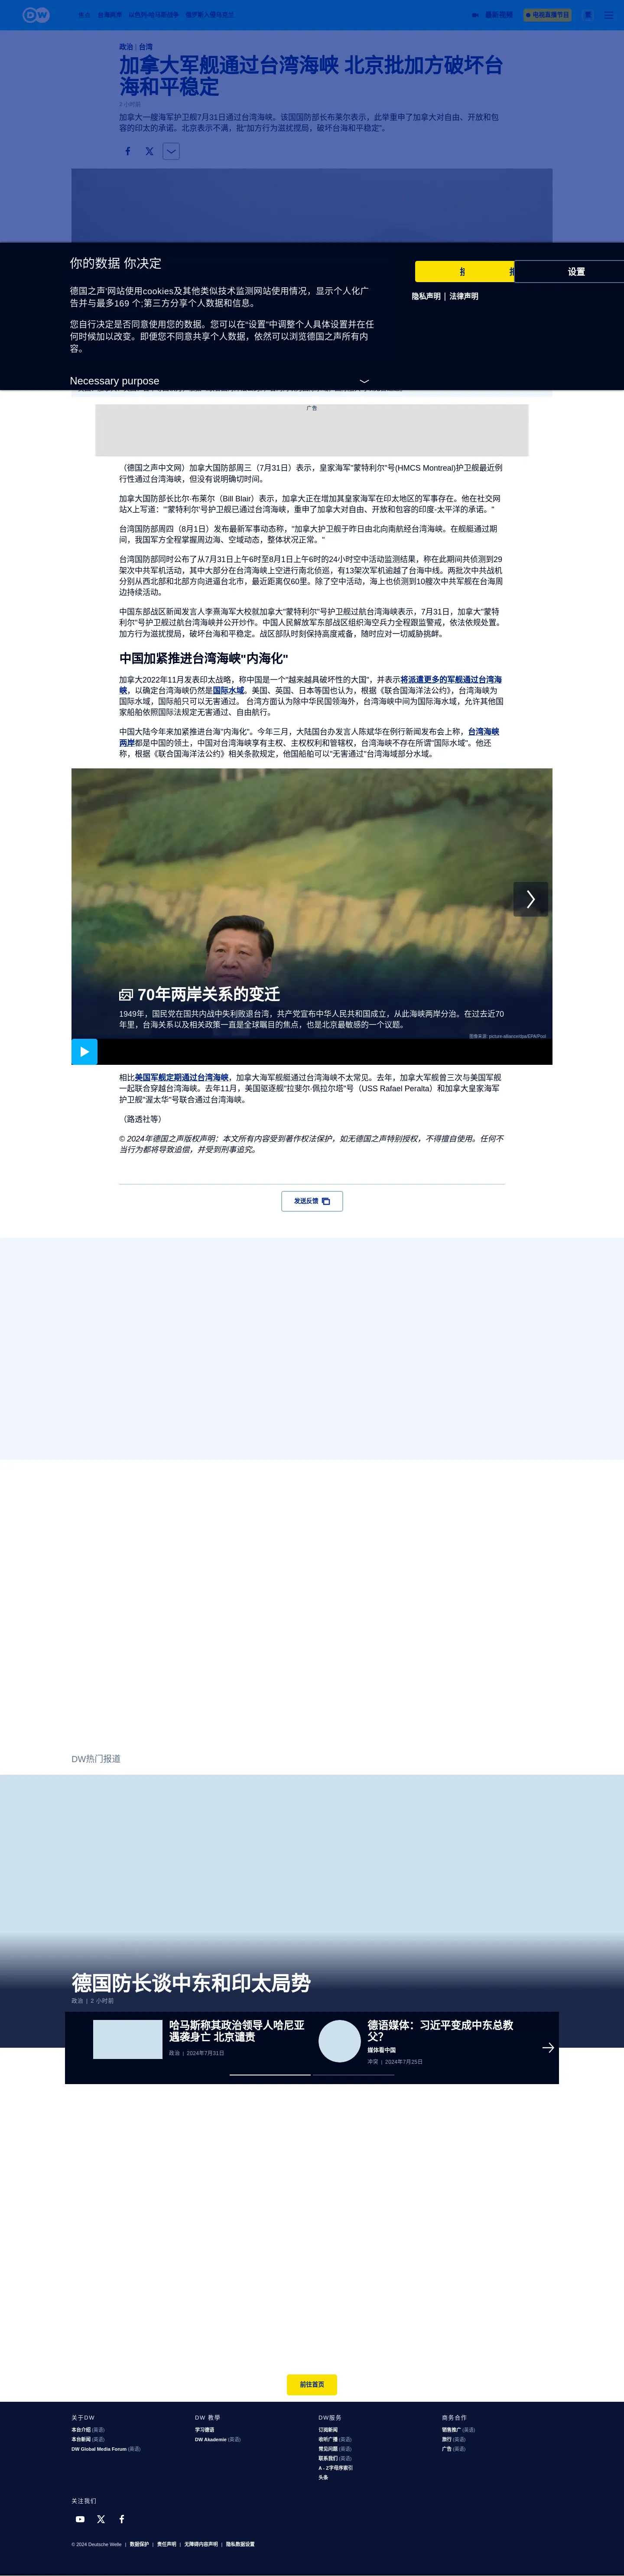 DW
焦点 台海两岸 以色列-哈马斯战争 俄罗斯入侵乌克兰
最新视频
电视直播节目
政治 | 台湾
加拿大军舰通过台湾海峡 北京批加方破坏台
海和平稳定
2 小时前
加拿大一艘海军护卫舰7月31日通过台湾海峡。该国国防部长布莱尔表示，此举重申了加拿大对自由、开放和包
容的印太的承诺。北京表示不满，批"加方行为滋扰搅局，破坏台海和平稳定"。
你的数据 你决定
德国之声'网站使用cookies及其他类似技术监测网站使用情况，显示个人化广
告并与最多169 个;第三方分享个人数据和信息。
您自行决定是否同意使用您的数据。您可以在"设置"中调整个人具体设置并在任
何时候加以改变。即便您不同意共享个人数据，依然可以浏览德国之声所有内
容。
Necessary purpose
设置
隐私声明 | 法律声明
广告
（德国之声中文网）加拿大国防部周三（7月31日）表示，皇家海军"蒙特利尔"号(HMCS Montreal)护卫舰最近例
行性通过台湾海峡，但没有说明确切时间。
加拿大国防部长比尔·布莱尔（Bill Blair）表示，加拿大正在增加其皇家海军在印太地区的军事存在。他在社交网
站X上写道："'蒙特利尔'号护卫舰已通过台湾海峡，重申了加拿大对自由、开放和包容的印度-太平洋的承诺。"
台湾国防部周四（8月1日）发布最新军事动态称，"加拿大护卫舰于昨日由北向南航经台湾海峡。在舰艇通过期
间，我国军方全程掌握周边海、空域动态，整体状况正常。"
台湾国防部同时公布了从7月31日上午6时至8月1日上午6时的24小时空中活动监测结果，称在此期间共侦测到29
架次中共军机活动，其中大部分在台湾海峡上空进行南北侦巡，有13架次军机逾越了台海中线。两批次中共战机
分别从西北部和北部方向进逼台北市，最近距离仅60里。除了空中活动，海上也侦测到10艘次中共军舰在台海周
边持续活动。
中国东部战区新闻发言人李熹海军大校就加拿大"蒙特利尔"号护卫舰过航台湾海峡表示，7月31日，加拿大"蒙特
利尔"号护卫舰过航台湾海峡并公开炒作。中国人民解放军东部战区组织海空兵力全程跟监警戒，依法依规处置。
加方行为滋扰搅局，破坏台海和平稳定。战区部队时刻保持高度戒备，随时应对一切威胁挑衅。
中国加紧推进台湾海峡"内海化"
加拿大2022年11月发表印太战略，称中国是一个"越来越具破坏性的大国"，并表示将派遣更多的军舰通过台湾海
峡，以确定台湾海峡仍然是国际水域。美国、英国、日本等国也认为，根据《联合国海洋法公约》，台湾海峡为
国际水域，国际船只可以无害通过。 台湾方面认为除中华民国领海外，台湾海峡中间为国际海水域，允许其他国
家船舶依照国际法规定无害通过、自由航行。
中国大陆今年来加紧推进台海"内海化"。今年三月，大陆国台办发言人陈斌华在例行新闻发布会上称，台湾海峡
两岸都是中国的领土，中国对台湾海峡享有主权、主权权利和管辖权，台湾海峡不存在所谓"国际水域"。他还
称，根据《联合国海洋法公约》相关条款规定，他国船舶可以"无害通过"台湾海域部分水域。
70年两岸关系的变迁
1949年，国民党在国共内战中失利败退台湾，共产党宣布中华人民共和国成立，从此海峡两岸分治。在过去近70
年里，台海关系以及相关政策一直是全球瞩目的焦点，也是北京最敏感的一个议题。
图像来源: picture-alliance/dpa/EPA/Pool
相比美国军舰定期通过台湾海峡，加拿大海军舰艇通过台湾海峡不太常见。去年，加拿大军舰曾三次与美国军舰
一起联合穿越台湾海峡。去年11月，美国驱逐舰"拉斐尔·佩拉尔塔"号（USS Rafael Peralta）和加拿大皇家海军
护卫舰"渥太华"号联合通过台湾海峡。
（路透社等）
© 2024年德国之声版权声明：本文所有内容受到著作权法保护，如无德国之声特别授权，不得擅自使用。任何不
当行为都将导致追偿，并受到刑事追究。
发送反馈
DW热门报道
德国防长谈中东和印太局势
政治 | 2 小时前
哈马斯称其政治领导人哈尼亚
遇袭身亡 北京谴责
政治 | 2024年7月31日
德语媒体：习近平变成中东总教
父？
媒体看中国
冲突 | 2024年7月25日
前往首页
关于DW
本台介绍 (英语)
本台新闻 (英语)
DW Global Media Forum (英语)
DW 教學
学习德语
DW Akademie (英语)
DW服务
订阅新闻
收听广播 (英语)
常见问题 (英语)
联系我们 (英语)
A - Z字母序索引
头条
商务合作
销售推广 (英语)
旅行 (英语)
广告 (英语)
关注我们
© 2024 Deutsche Welle | 数据保护 | 责任声明 | 无障碍内容声明 | 隐私数据设置